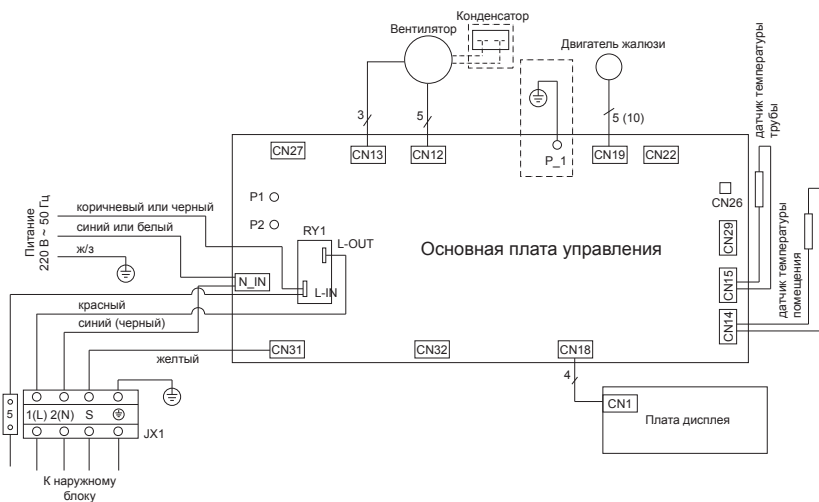 Конденсатор
Вентилятор
Двигатель жалюзи
3
5
5 (10)
датчик температуры
трубы
CN27
CN13
CN12
P_1
CN19
CN22
P1
P2
CN26
Питание
220 В ~ 50 Гц
коричневый или черный
синий или белый
ж/з
RY1
L-OUT
Основная плата управления
CN29
N_IN
L-IN
CN15
датчик температуры
помещения
красный
синий (черный)
CN14
желтый
CN31
CN32
CN18
4
5
1(L) 2(N) S
JX1
CN1
Плата дисплея
К наружному
блоку